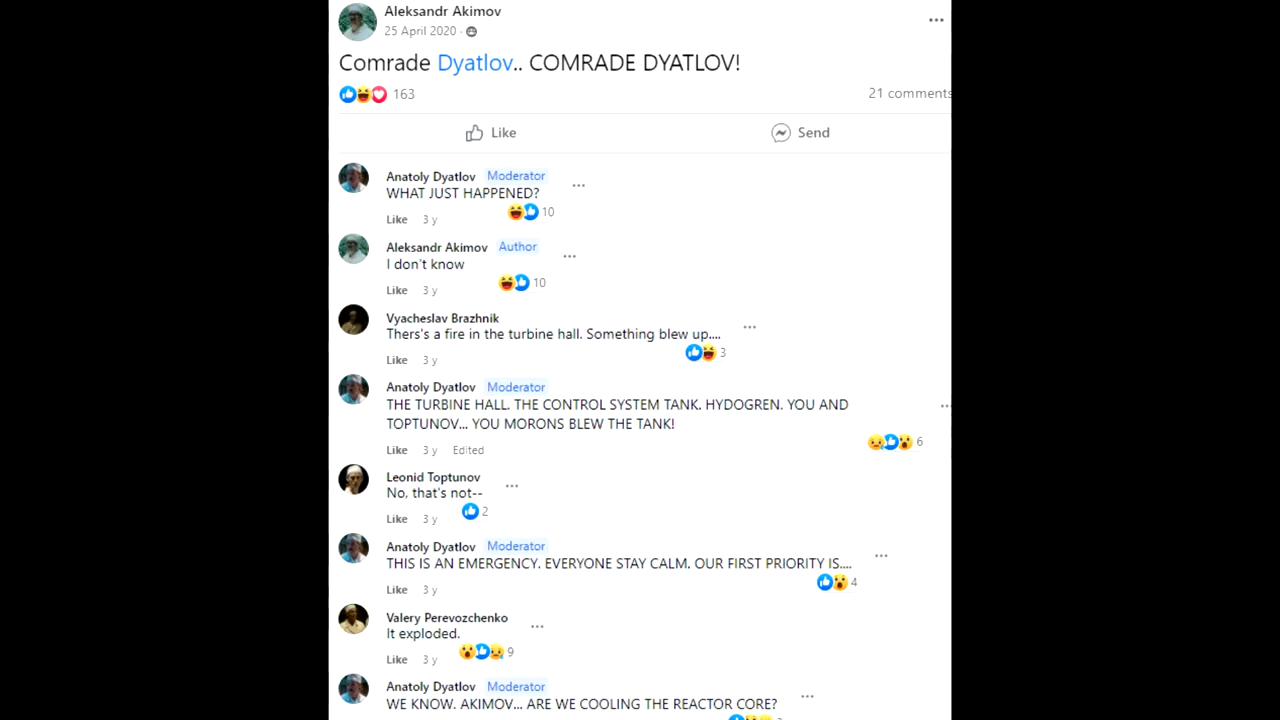 Aleksandr Akimov
25 April 2020 ·
Comrade Dyatlov.. COMRADE DYATLOV!
163
21 comments
Like
Send
Anatoly Dyatlov Moderator
WHAT JUST HAPPENED?
10
Like 3 y
Aleksandr Akimov Author
I don't know
10
Like 3 y
Vyacheslav Brazhnik
Thers's a fire in the turbine hall. Something blew up....
3
Like 3 y
Anatoly Dyatlov Moderator
THE TURBINE HALL. THE CONTROL SYSTEM TANK. HYDOGREN. YOU AND
TOPTUNOV... YOU MORONS BLEW THE TANK!
6
Like 3 y Edited
Leonid Toptunov
No, that's not--
2
Like 3 y
Anatoly Dyatlov Moderator
THIS IS AN EMERGENCY. EVERYONE STAY CALM. OUR FIRST PRIORITY IS....
4
Like 3 y
Valery Perevozchenko
It exploded.
9
Like 3 y
Anatoly Dyatlov Moderator
WE KNOW. AKIMOV... ARE WE COOLING THE REACTOR CORE?